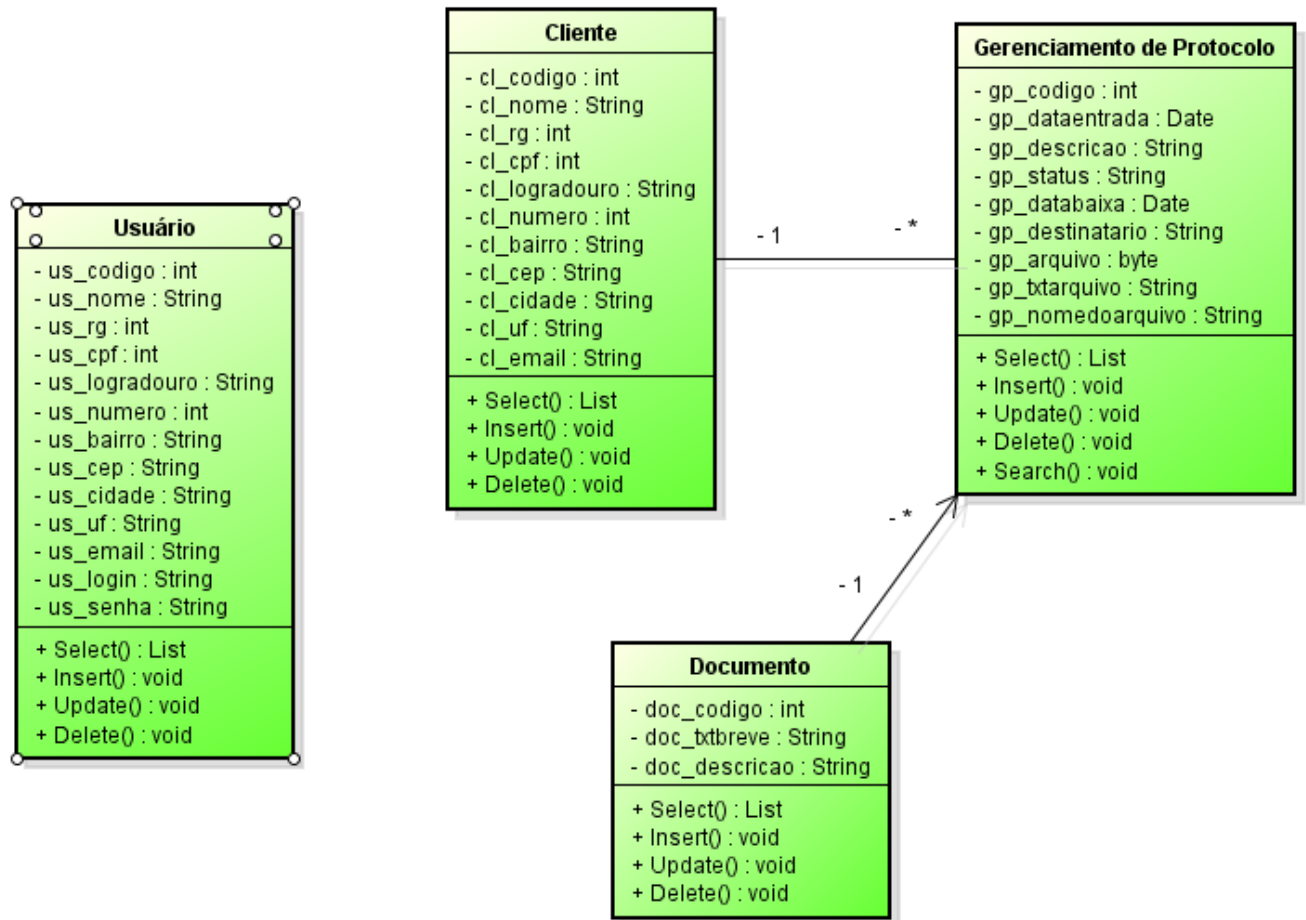 Usuário
- us_codigo : int
- us_nome : String
- us_rg : int
- us_cpf : int
- us_logradouro : String
- us_numero : int
- us_bairro : String
- us_cep : String
- us_cidade : String
- us_uf : String
- us_email : String
- us_login : String
- us_senha : String
+ Select() : List
+ Insert() : void
+ Update() : void
+ Delete() : void
Cliente
- cl_codigo : int
- cl_nome : String
- cl_rg : int
- cl_cpf : int
- cl_logradouro : String
- cl_numero : int
- cl_bairro : String
- cl_cep : String
- cl_cidade : String
- cl_uf : String
- cl_email : String
+ Select() : List
+ Insert() : void
+ Update() : void
+ Delete() : void
- 1
- *
Gerenciamento de Protocolo
- gp_codigo : int
- gp_dataentrada : Date
- gp_descricao : String
- gp_status : String
- gp_databaixa : Date
- gp_destinatario : String
- gp_arquivo : byte
- gp_txtarquivo : String
- gp_nomedoarquivo : String
+ Select() : List
+ Insert() : void
+ Update() : void
+ Delete() : void
+ Search() : void
- *
- 1
Documento
- doc_codigo : int
- doc_txtbreve : String
- doc_descricao : String
+ Select() : List
+ Insert() : void
+ Update() : void
+ Delete() : void